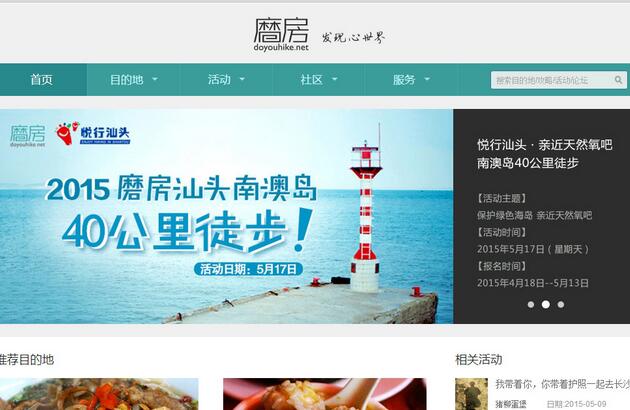 磨房
doyouhike.net
发现心世界
首页
目的地
活动
社区
服务
搜索目的地/攻略/活动/论坛
磨房
doyouhike.net
悦行汕头
ENJOY HIKING IN SHANTOU
2015 磨房汕头南澳岛
40公里徒步！
活动日期：5月17日
悦行汕头 · 亲近天然氧吧
南澳岛40公里徒步
【活动主题】
保护绿色海岛 亲近天然氧吧
【活动时间】
2015年5月17日（星期天）
【报名时间】
2015年4月18日--5月13日
推荐目的地
相关活动
我带着你，你带着护照一起去长沙
猪柳蛋堡
日期:2015-05-09